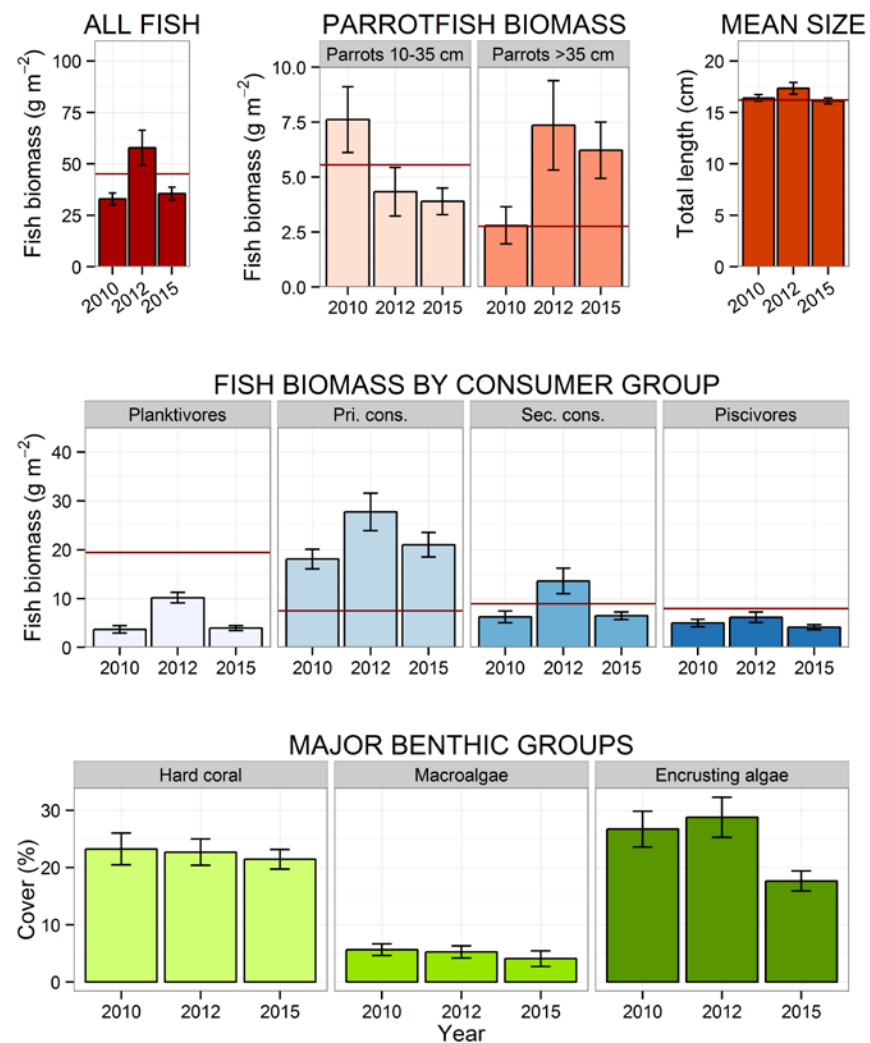 ALL FISH
PARROTFISH BIOMASS
MEAN SIZE
Parrots 10-35 cm
Parrots >35 cm
Fish biomass (g m⁻²)
100
75
50
25
0
2010
2012
2015
Fish biomass (g m⁻²)
10.0
7.5
5.0
2.5
0.0
2010 2012 2015
2010 2012 2015
Total length (cm)
20
15
10
5
0
2010
2012
2015
FISH BIOMASS BY CONSUMER GROUP
Planktivores
Pri. cons.
Sec. cons.
Piscivores
Fish biomass (g m⁻²)
40
30
20
10
0
2010 2012 2015
2010 2012 2015
2010 2012 2015
2010 2012 2015
MAJOR BENTHIC GROUPS
Hard coral
Macroalgae
Encrusting algae
Cover (%)
30
20
10
0
2010 2012 2015
2010 2012 2015
2010 2012 2015
Year